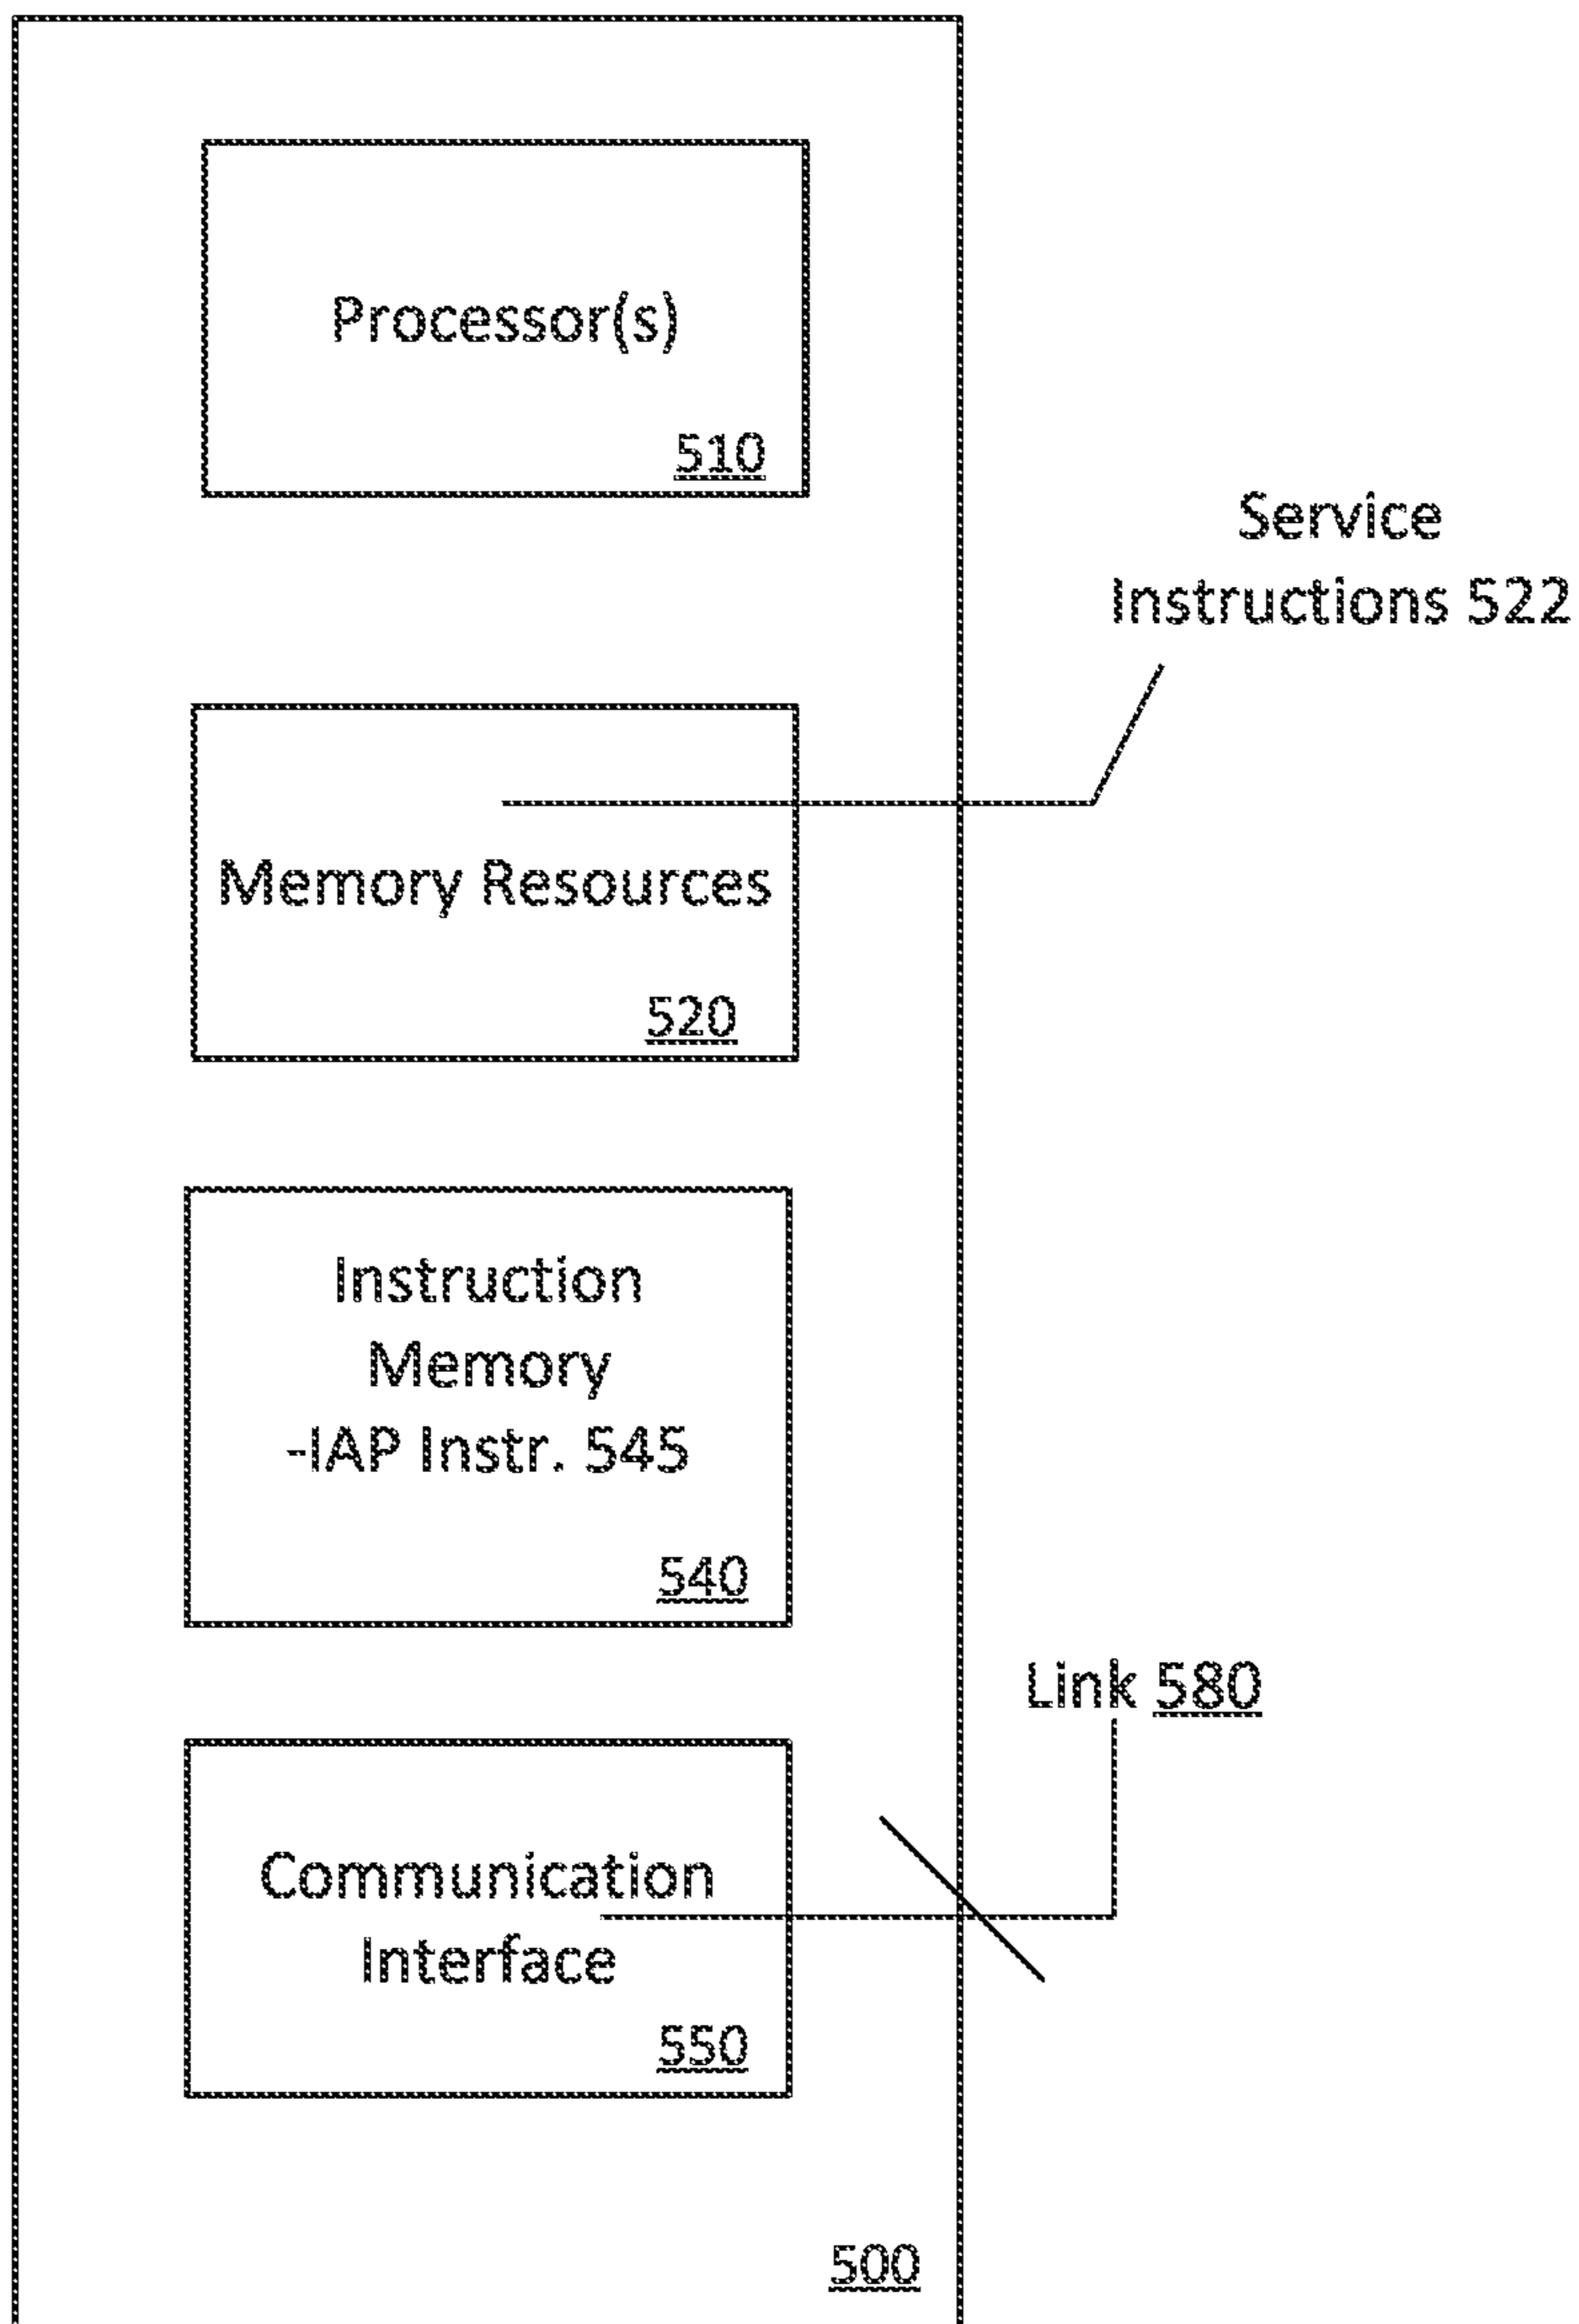 Processor(s)
510
Service
Instructions 522
Memory Resources
520
Instruction
Memory
-IAP Instr. 545
540
Link 580
Communication
Interface
550
500